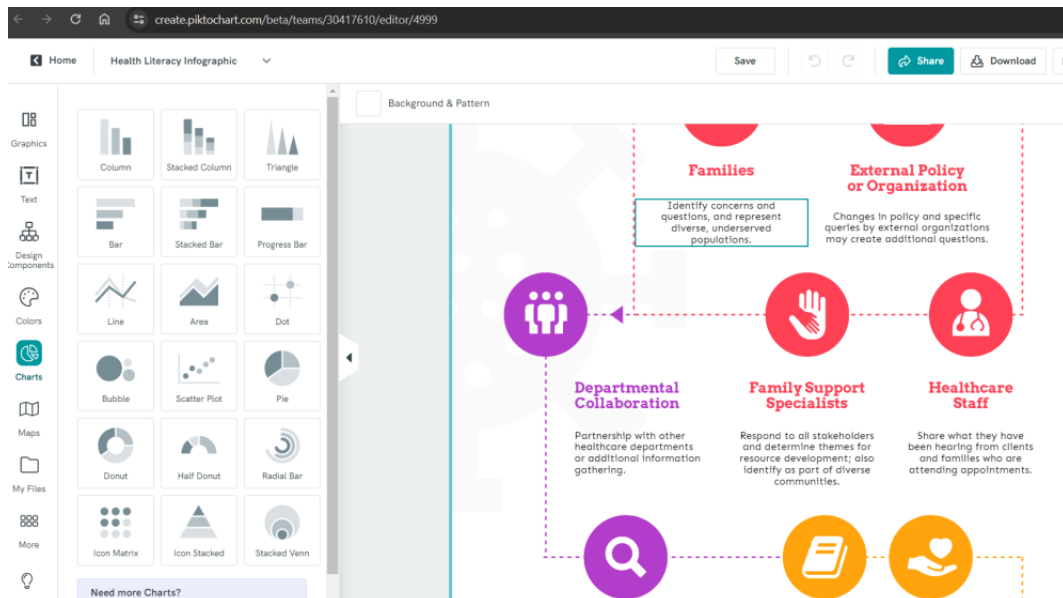 create.piktochart.com/beta/teams/30417610/editor/4999
Home
Health Literacy Infographic
Save
Share
Download
Graphics
Text
Design
Components
Colors
Charts
Maps
My Files
More
Column
Stacked Column
Triangle
Bar
Stacked Bar
Progress Bar
Line
Area
Dot
Bubble
Scatter Plot
Pie
Donut
Half Donut
Radial Bar
Icon Matrix
Icon Stacked
Stacked Venn
Need more Charts?
Background & Pattern
Families
Identify concerns and
questions, and represent
diverse, underserved
populations.
External Policy
or Organization
Changes in policy and specific
queries by external organizations
may create additional questions.
Departmental
Collaboration
Partnership with other
healthcare departments
or additional information
gathering.
Family Support
Specialists
Respond to all stakeholders
and determine themes for
resource development; also
identify as part of diverse
communities.
Healthcare
Staff
Share what they have
been hearing from clients
and families who are
attending appointments.